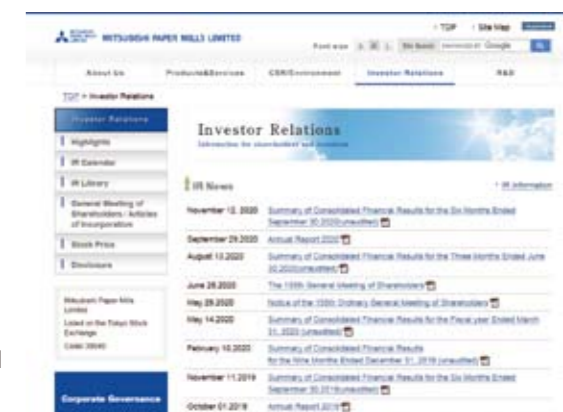 TOP Site Map
MITSUBISHI PAPER MILLS LIMITED
Font size
Google
About Us Products&Services CSR/Environment Investor Relations R&D
TOP > Investor Relations
Investor Relations
Highlights
IR Calendar
IR Library
General Meeting of
Shareholders / Articles
of Incorporation
Stock Price
Disclosure
Mitsubishi Paper Mills
Limited
Listed on the Tokyo Stock
Exchange
Corporate Governance
Investor Relations
Information for shareholders and investors
IR News
IR Information
November 12, 2020 Summary of Consolidated Financial Results for the Six Months Ended
September 30, 2020(unaudited)
September 29.2020 Annual Report 2020
August 13.2020 Summary of Consolidated Financial Results for the Three Months Ended June
30.2020(unaudited)
June 26.2020 The 155th General Meeting of Shareholders
May 29.2020 Notice of the 155th Ordinary General Meeting of Shareholders
May 14.2020 Summary of Consolidated Financial Results for the Fiscal year Ended March
31, 2020 (unaudited)
February 10.2020 Summary of Consolidated Financial Results
for the Nine Months Ended December 31, 2019 (unaudited)
November 11.2019 Summary of Consolidated Financial Results for the Six Months Ended
September 30.2019(unaudited)
October 01.2019 Annual Report 2019